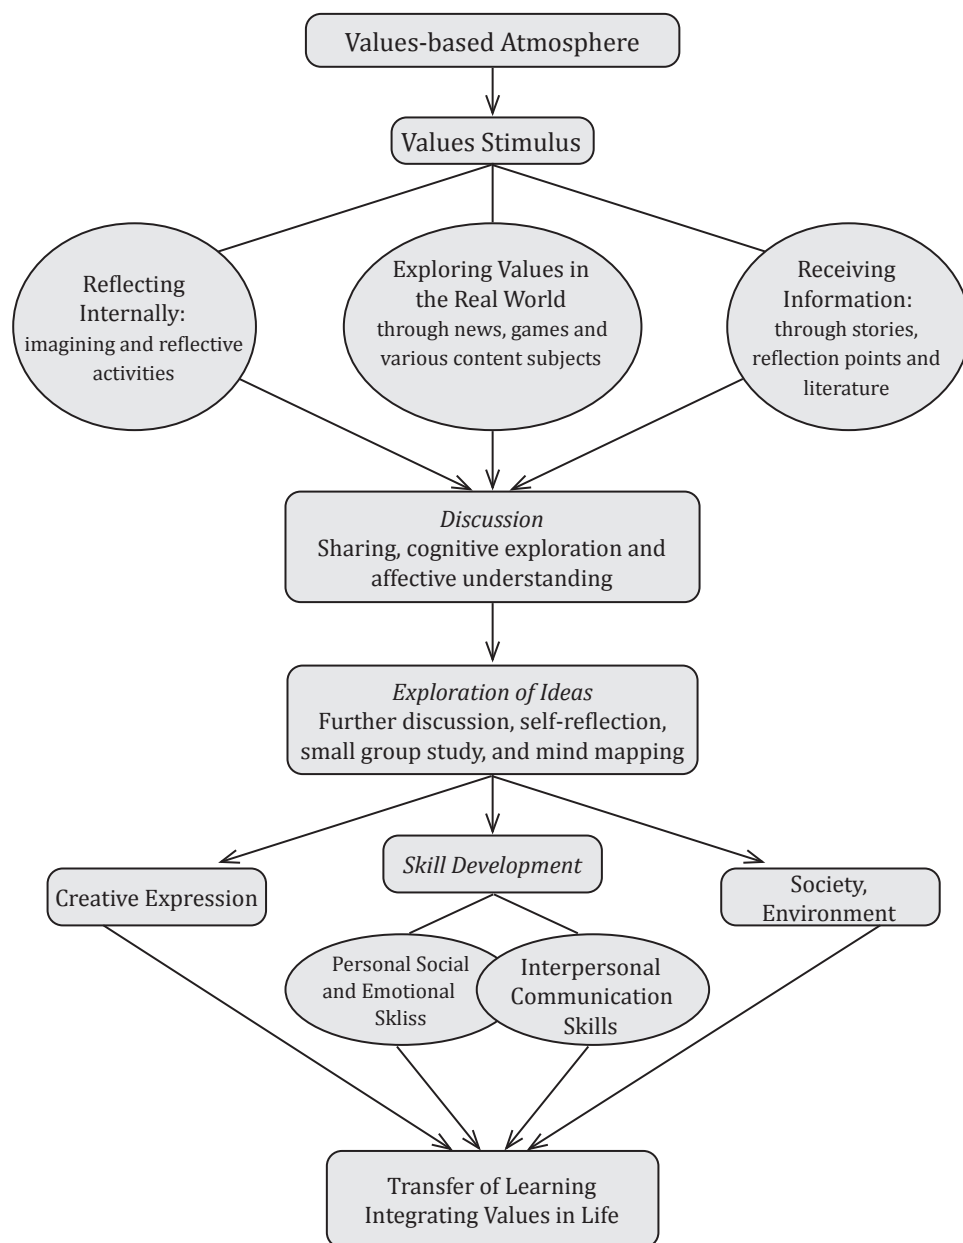 Values-based Atmosphere
Values Stimulus
Reflecting
Internally:
imagining and reflective
activities
Exploring Values in
the Real World
through news, games and
various content subjects
Receiving
Information:
through stories,
reflection points and
literature
Discussion
Sharing, cognitive exploration and
affective understanding
Exploration of Ideas
Further discussion, self-reflection,
small group study, and mind mapping
Creative Expression
Skill Development
Society,
Environment
Personal Social
and Emotional
Skliss
Interpersonal
Communication
Skills
Transfer of Learning
Integrating Values in Life